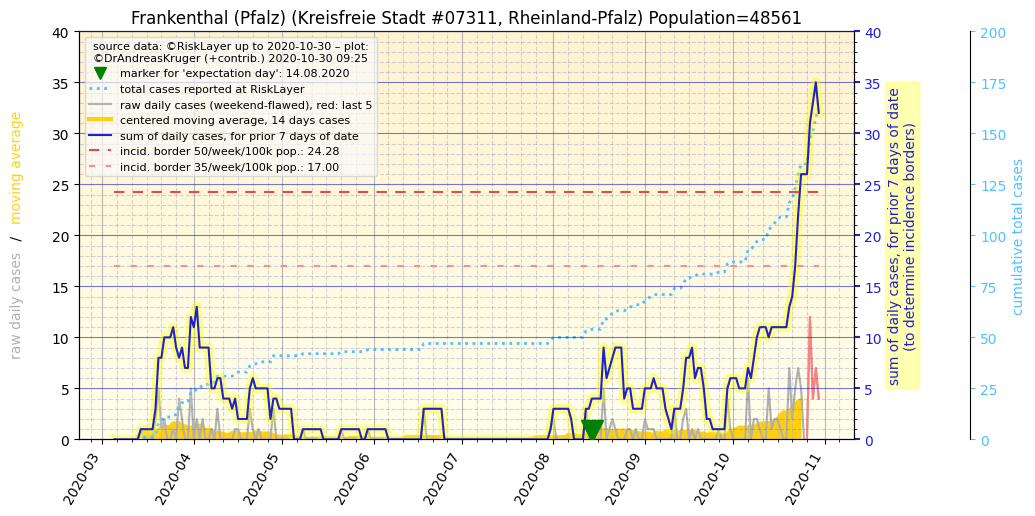 Frankenthal (Pfalz) (Kreisfreie Stadt #07311, Rheinland-Pfalz) Population=48561
source data: ©RiskLayer up to 2020-10-30 – plot:
©DrAndreasKruger (+contrib.) 2020-10-30 09:25
marker for 'expectation day': 14.08.2020
total cases reported at RiskLayer
raw daily cases (weekend-flawed), red: last 5
centered moving average, 14 days cases
sum of daily cases, for prior 7 days of date
incid. border 50/week/100k pop.: 24.28
incid. border 35/week/100k pop.: 17.00
raw daily cases / moving average
40
35
30
25
20
15
10
5
0
2020-03
2020-04
2020-05
2020-06
2020-07
2020-08
2020-09
2020-10
2020-11
40
35
30
25
20
15
10
5
0
sum of daily cases, for prior 7 days of date
(to determine incidence borders)
200
175
150
125
100
75
50
25
0
cumulative total cases